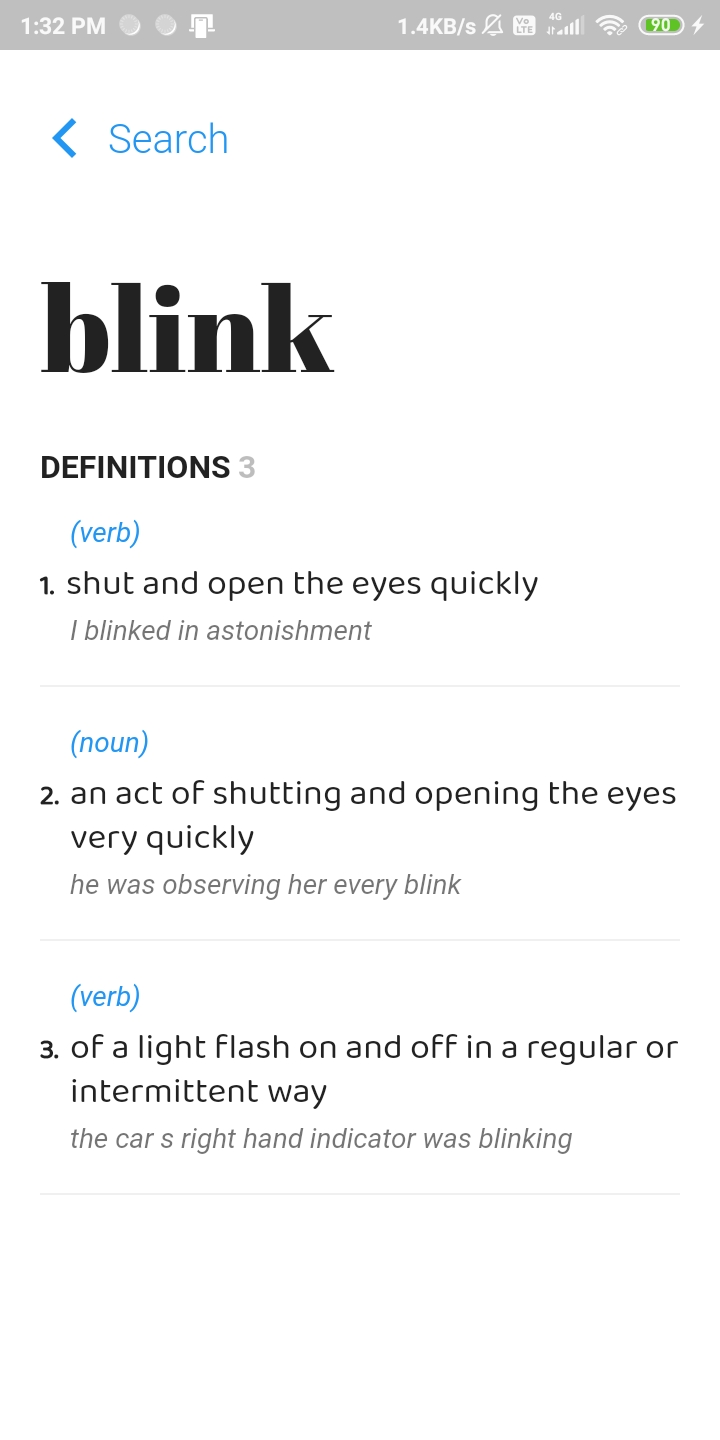 1:32 PM 1.4KB/s Vo LTE 4G 90
Search
blink
DEFINITIONS 3
(verb)
1. shut and open the eyes quickly
I blinked in astonishment
(noun)
2. an act of shutting and opening the eyes
very quickly
he was observing her every blink
(verb)
3. of a light flash on and off in a regular or
intermittent way
the car s right hand indicator was blinking